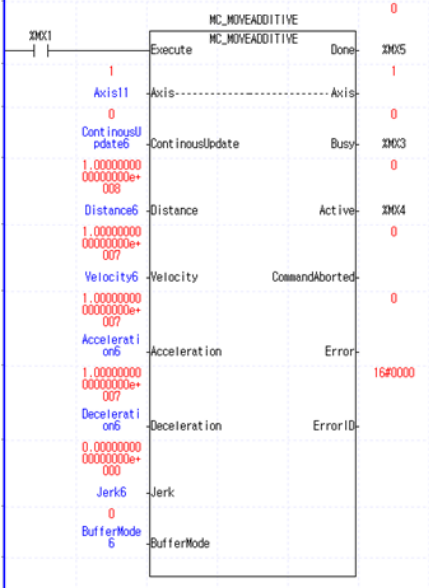 0
MC_MOVEADDITIVE
%MX1
MC_MOVEADDITIVE
Execute
Done
%MX5
1
1
Axis11
Axis
Axis
0
0
ContinousU
pdate6
ContinousUpdate
Busy
%MX3
1.00000000
00000000e+
008
0
Distance6
Distance
Active
%MX4
1.00000000
00000000e+
007
0
Velocity6
Velocity
CommandAborted
1.00000000
00000000e+
007
0
Accelerati
on6
Acceleration
Error
1.00000000
00000000e+
007
16#0000
Decelerati
on6
Deceleration
ErrorID
0.00000000
00000000e+
000
Jerk6
Jerk
0
BufferMode
6
BufferMode